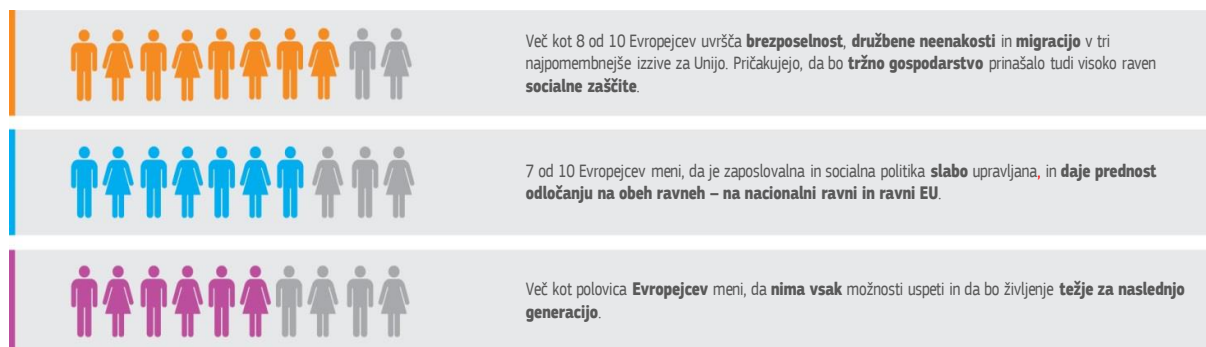 Več kot 8 od 10 Evropejcev uvršča brezposelnost, družbene neenakosti in migracijo v tri
najpomembnejše izzive za Unijo. Pričakujejo, da bo tržno gospodarstvo prinašalo tudi visoko raven
socialne zaščite.
7 od 10 Evropejcev meni, da je zaposlovalna in socialna politika slabo upravljana, in daje prednost
odločanju na obeh ravneh – na nacionalni ravni in ravni EU.
Več kot polovica Evropejcev meni, da nima vsak možnosti uspeti in da bo življenje težje za naslednjo
generacijo.